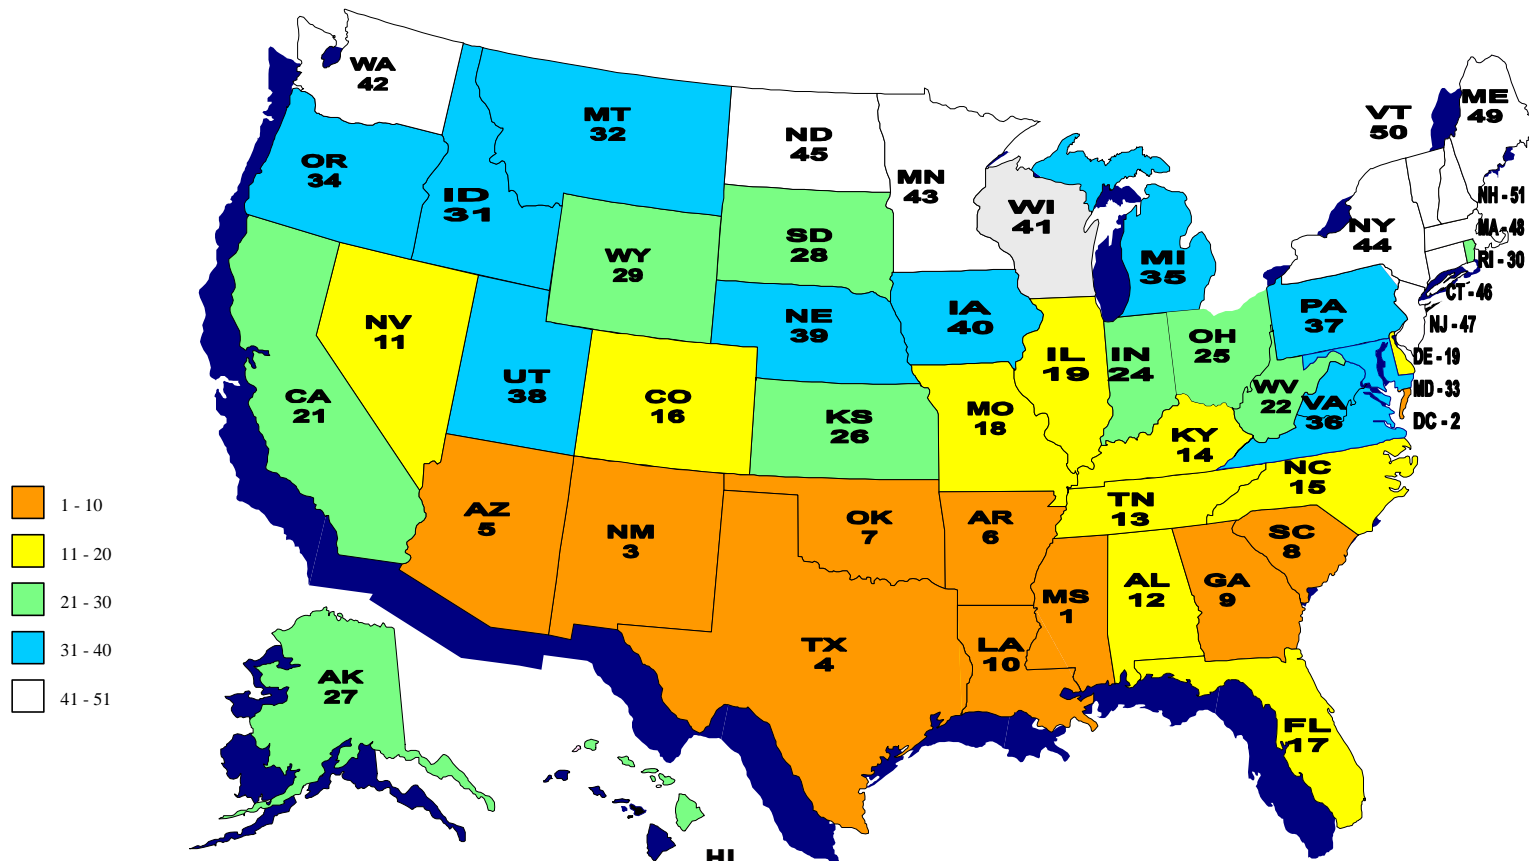 WA
42
MT
32
ND
45
MN
43
VT
50
ME
49
OR
34
ID
31
SD
28
WI
41
NY
44
NH - 51
MA - 48
RI - 30
CT - 46
NJ - 47
WY
29
MI
35
NV
11
NE
39
IA
40
PA
37
UT
38
CO
16
IL
19
IN
24
OH
25
DE - 19
MD - 33
DC - 2
CA
21
KS
26
MO
18
WV
22
VA
36
KY
14
NC
15
TN
13
AZ
5
NM
3
OK
7
AR
6
SC
8
MS
1
AL
12
GA
9
TX
4
LA
10
FL
17
AK
27
HI
1 - 10
11 - 20
21 - 30
31 - 40
41 - 51